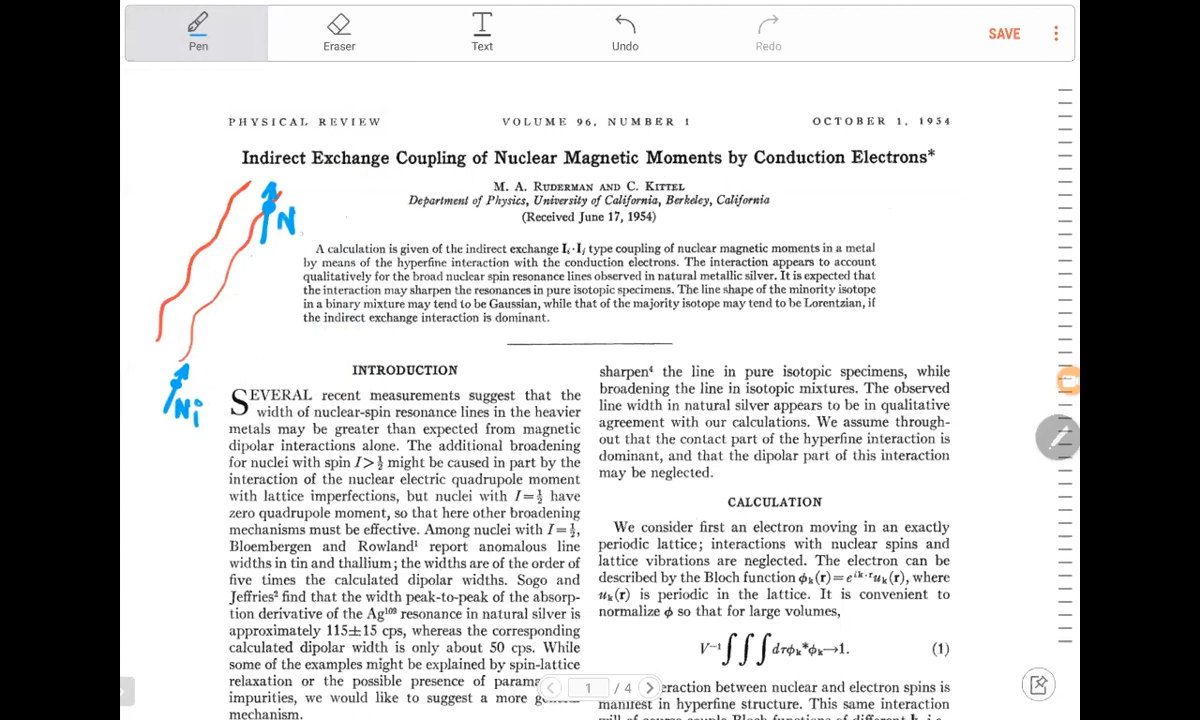 Pen
Eraser
Text
Undo
Redo
SAVE
PHYSICAL REVIEW VOLUME 96, NUMBER 1 OCTOBER 1, 1954
Indirect Exchange Coupling of Nuclear Magnetic Moments by Conduction Electrons*
M. A. RUDERMAN AND C. KITTEL
Department of Physics, University of California, Berkeley, California
(Received June 17, 1954)
N
A calculation is given of the indirect exchange Iᵢ·Iⱼ type coupling of nuclear magnetic moments in a metal
by means of the hyperfine interaction with the conduction electrons. The interaction appears to account
qualitatively for the broad nuclear spin resonance lines observed in natural metallic silver. It is expected that
the interaction may sharpen the resonances in pure isotopic specimens. The line shape of the minority isotope
in a binary mixture may tend to be Gaussian, while that of the majority isotope may tend to be Lorentzian, if
the indirect exchange interaction is dominant.
Ni
INTRODUCTION
SEVERAL recent measurements suggest that the
width of nuclear-spin resonance lines in the heavier
metals may be greater than expected from magnetic
dipolar interactions alone. The additional broadening
for nuclei with spin I>½ might be caused in part by the
interaction of the nuclear electric quadrupole moment
with lattice imperfections, but nuclei with I=½ have
zero quadrupole moment, so that here other broadening
mechanisms must be effective. Among nuclei with I=½,
Bloembergen and Rowland¹ report anomalous line
widths in tin and thallium; the widths are of the order of
five times the calculated dipolar widths. Sogo and
Jeffries² find that the width peak-to-peak of the absorp-
tion derivative of the Ag¹⁰⁹ resonance in natural silver is
approximately 115±15 cps, whereas the corresponding
calculated dipolar width is only about 50 cps. While
some of the examples might be explained by spin-lattice
relaxation or the possible presence of
impurities, we would like to suggest a more
mechanism.
sharpen⁴ the line in pure isotopic specimens, while
broadening the line in isotopic mixtures. The observed
line width in natural silver appears to be in qualitative
agreement with our calculations. We assume through-
out that the contact part of the hyperfine interaction is
dominant, and that the dipolar part of this interaction
may be neglected.
CALCULATION
We consider first an electron moving in an exactly
periodic lattice; interactions with nuclear spins and
lattice vibrations are neglected. The electron can be
described by the Bloch function φₖ(r)=eⁱᵏ·ʳuₖ(r), where
uₖ(r) is periodic in the lattice. It is convenient to
normalize φ so that for large volumes,
V⁻¹∫∫∫dτφₖ*φₖ→1. (1)
eraction between nuclear and electron spins is
manifest in hyperfine structure. This same interaction
1 / 4